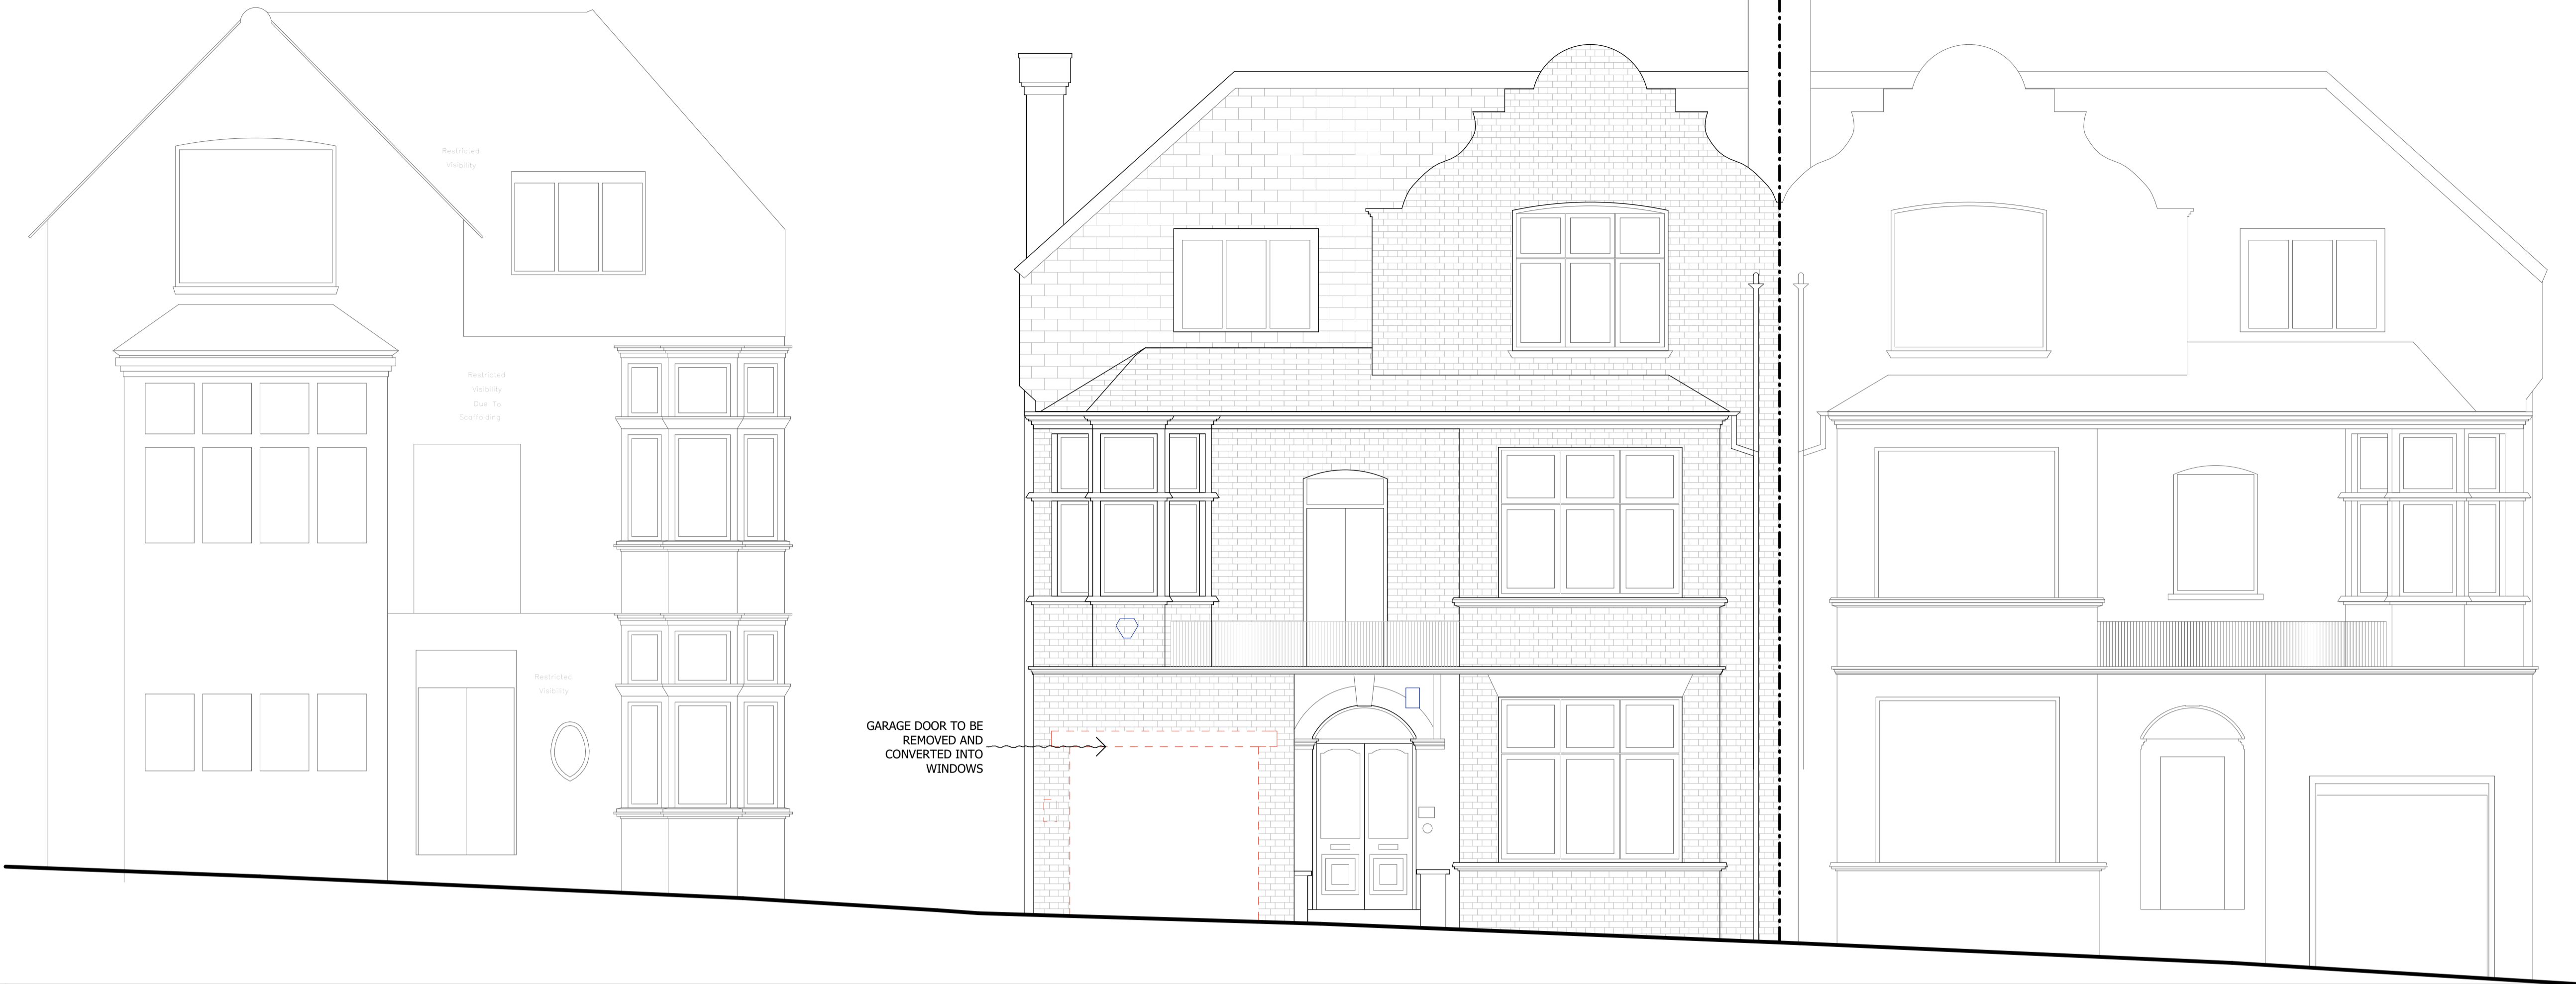 Restricted
Visibility
Restricted
Visibility
Due To
Scaffolding
Restricted
Visibility
GARAGE DOOR TO BE
REMOVED AND
CONVERTED INTO
WINDOWS